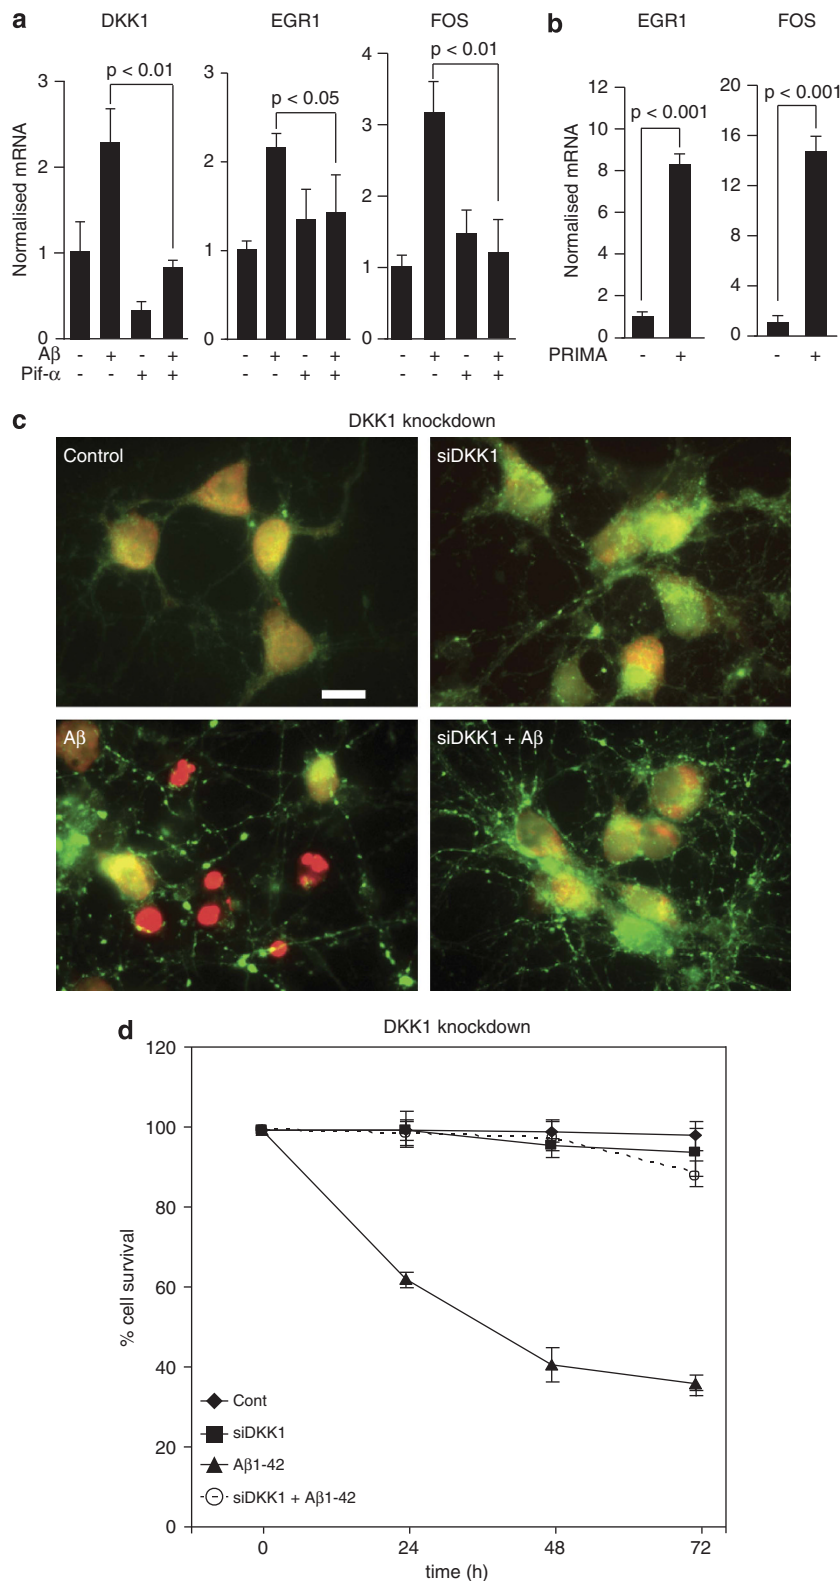 a
DKK1
EGR1
FOS
b
EGR1
FOS
Normalised mRNA
3
2
1
0
p < 0.01
3
2
1
0
p < 0.05
4
3
2
1
0
p < 0.01
Normalised mRNA
12
10
8
6
4
2
0
p < 0.001
20
16
12
8
4
0
p < 0.001
Aβ - + - + - + - + - + - +
Pif-α - - + + - - + + - - + +
PRIMA - + - +
c
DKK1 knockdown
Control
siDKK1
Aβ
siDKK1 + Aβ
d
DKK1 knockdown
% cell survival
120
100
80
60
40
20
0
Cont
siDKK1
Aβ1-42
siDKK1 + Aβ1-42
0 24 48 72
time (h)